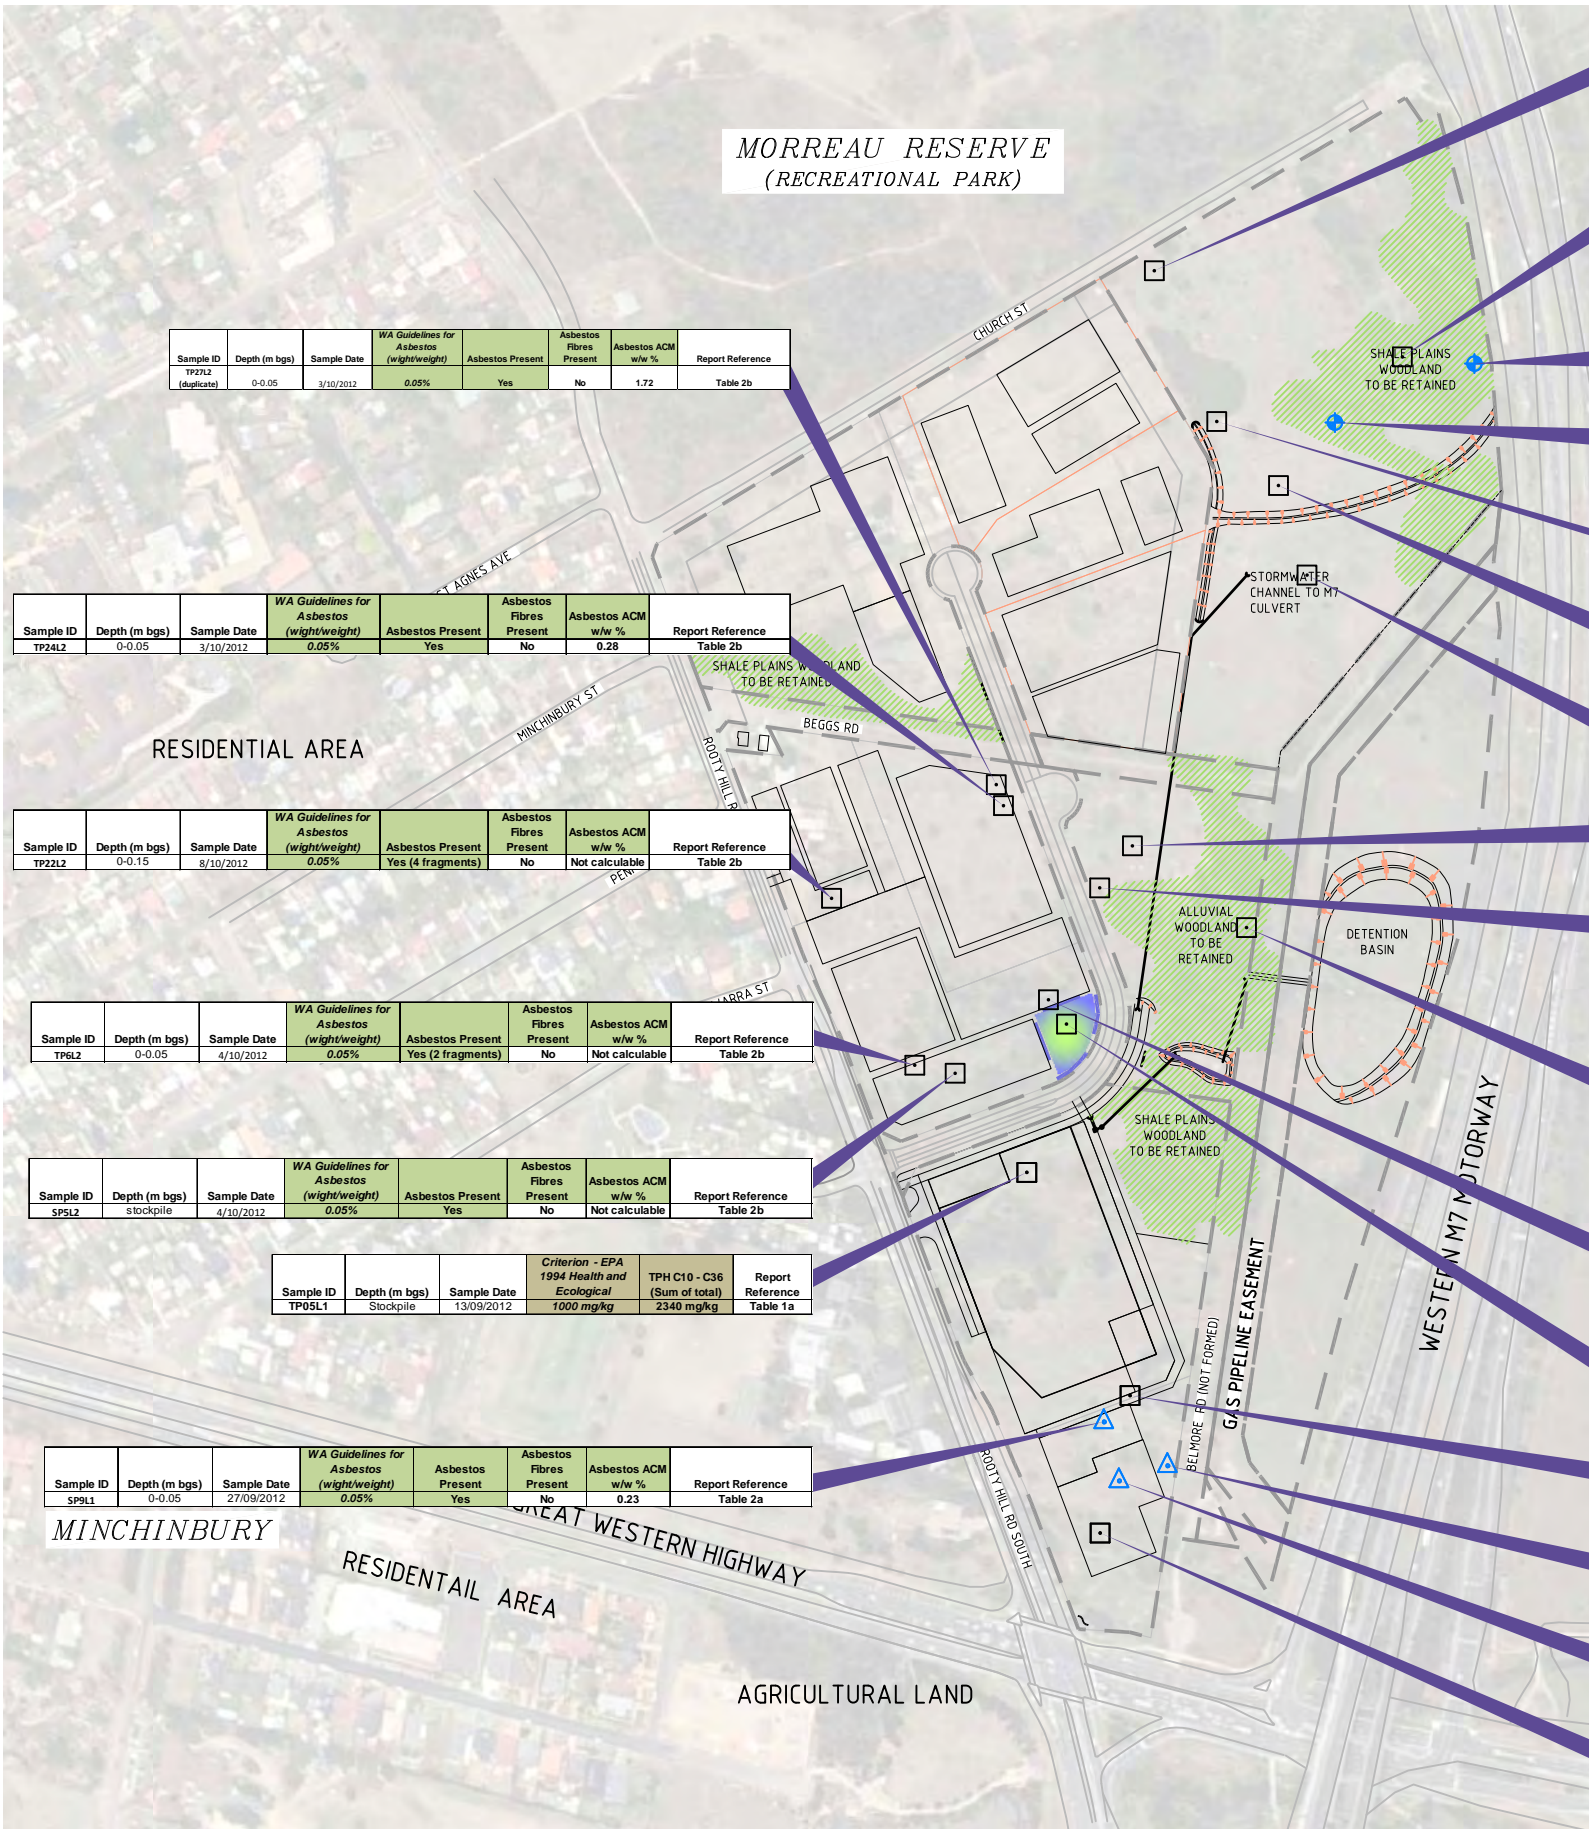 MORREAU RESERVE
(RECREATIONAL PARK)
CHURCH ST
Sample ID Depth (m bgs) Sample Date WA Guidelines for Asbestos (wight/weight) Asbestos Present Asbestos Fibres Present Asbestos ACM w/w % Report Reference
TP27L2 (duplicate) 0-0.05 3/10/2012 0.05% Yes No 1.72 Table 2b
SHALE PLAINS
WOODLAND
TO BE RETAINED
ST AGNES AVE
STORMWATER
CHANNEL TO M7
CULVERT
Sample ID Depth (m bgs) Sample Date WA Guidelines for Asbestos (wight/weight) Asbestos Present Asbestos Fibres Present Asbestos ACM w/w % Report Reference
TP24L2 0-0.05 3/10/2012 0.05% Yes No 0.28 Table 2b
SHALE PLAINS WOODLAND
TO BE RETAINED
MINCHINBURY ST
BEGGS RD
RESIDENTIAL AREA
ROOTY HILL R
Sample ID Depth (m bgs) Sample Date WA Guidelines for Asbestos (wight/weight) Asbestos Present Asbestos Fibres Present Asbestos ACM w/w % Report Reference
TP22L2 0-0.15 8/10/2012 0.05% Yes (4 fragments) No Not calculable Table 2b
PEN
ALLUVIAL
WOODLAND
TO BE
RETAINED
DETENTION
BASIN
ARRA ST
Sample ID Depth (m bgs) Sample Date WA Guidelines for Asbestos (wight/weight) Asbestos Present Asbestos Fibres Present Asbestos ACM w/w % Report Reference
TP6L2 0-0.05 4/10/2012 0.05% Yes (2 fragments) No Not calculable Table 2b
SHALE PLAINS
WOODLAND
TO BE RETAINED
WESTERN M7 MOTORWAY
Sample ID Depth (m bgs) Sample Date WA Guidelines for Asbestos (wight/weight) Asbestos Present Asbestos Fibres Present Asbestos ACM w/w % Report Reference
SP5L2 stockpile 4/10/2012 0.05% Yes No Not calculable Table 2b
Sample ID Depth (m bgs) Sample Date Criterion - EPA 1994 Health and Ecological TPH C10 - C36 (Sum of total) Report Reference
TP05L1 Stockpile 13/09/2012 1000 mg/kg 2340 mg/kg Table 1a
GAS PIPELINE EASEMENT
BELMORE RD (NOT FORMED)
Sample ID Depth (m bgs) Sample Date WA Guidelines for Asbestos (wight/weight) Asbestos Present Asbestos Fibres Present Asbestos ACM w/w % Report Reference
SP9L1 0-0.05 27/09/2012 0.05% Yes No 0.23 Table 2a
ROOTY HILL RD SOUTH
MINCHINBURY
GREAT WESTERN HIGHWAY
RESIDENTAIL AREA
AGRICULTURAL LAND